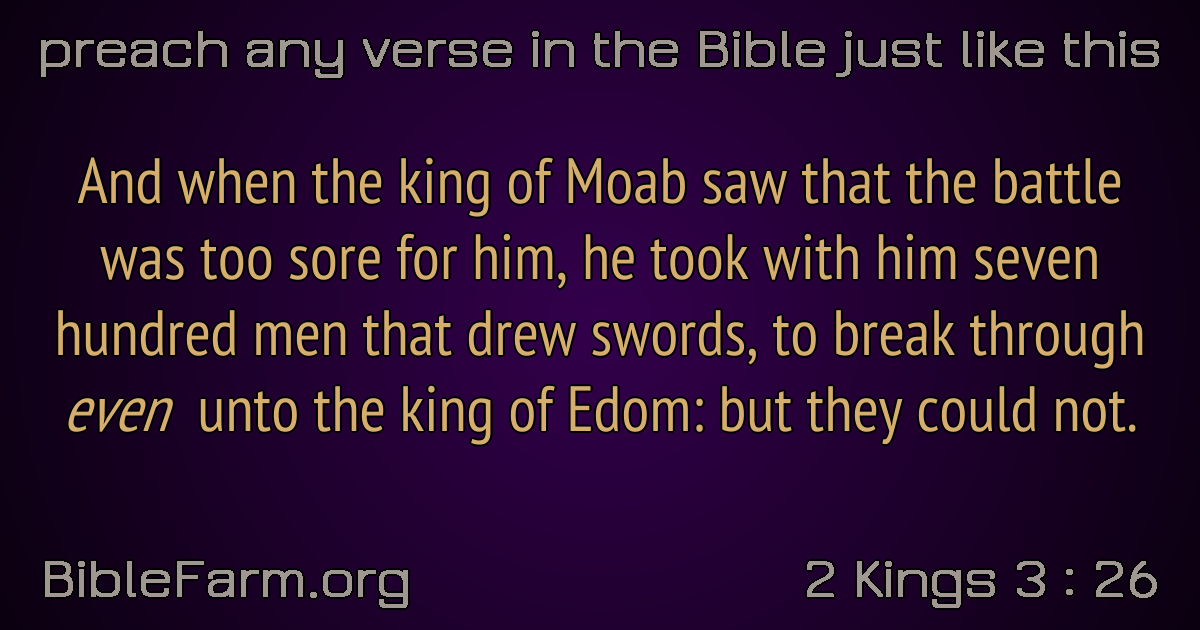 preach any verse in the Bible just like this
And when the king of Moab saw that the battle
was too sore for him, he took with him seven
hundred men that drew swords, to break through
even unto the king of Edom: but they could not.
BibleFarm.org
2 Kings 3 : 26